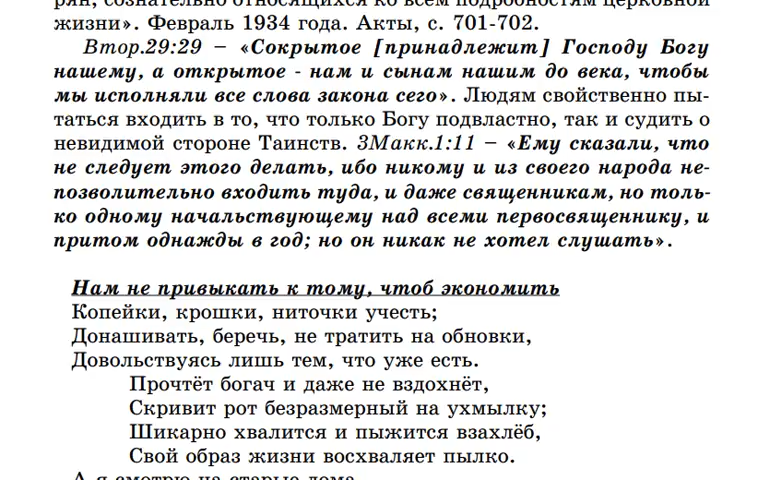 рян, сознательно относящихся ко всем подробностям церковной
жизни». Февраль 1934 года. Акты, с. 701-702.
Втор.29:29 – «Сокрытое [принадлежит] Господу Богу
нашему, а открытое - нам и сынам нашим до века, чтобы
мы исполняли все слова закона сего». Людям свойственно пы-
таться входить в то, что только Богу подвластно, так и судить о
невидимой стороне Таинств. 3Макк.1:11 – «Ему сказали, что
не следует этого делать, ибо никому и из своего народа не-
позволительно входить туда, и даже священникам, но толь-
ко одному начальствующему над всеми первосвященнику, и
притом однажды в год; но он никак не хотел слушать».
Нам не привыкать к тому, чтоб экономить
Копейки, крошки, ниточки учесть;
Донашивать, беречь, не тратить на обновки,
Довольствуясь лишь тем, что уже есть.
Прочтёт богач и даже не вздохнёт,
Скривит рот безразмерный на ухмылку;
Шикарно хвалится и пыжится взахлёб,
Свой образ жизни восхваляет пылко.
А я смотрю на старые дома